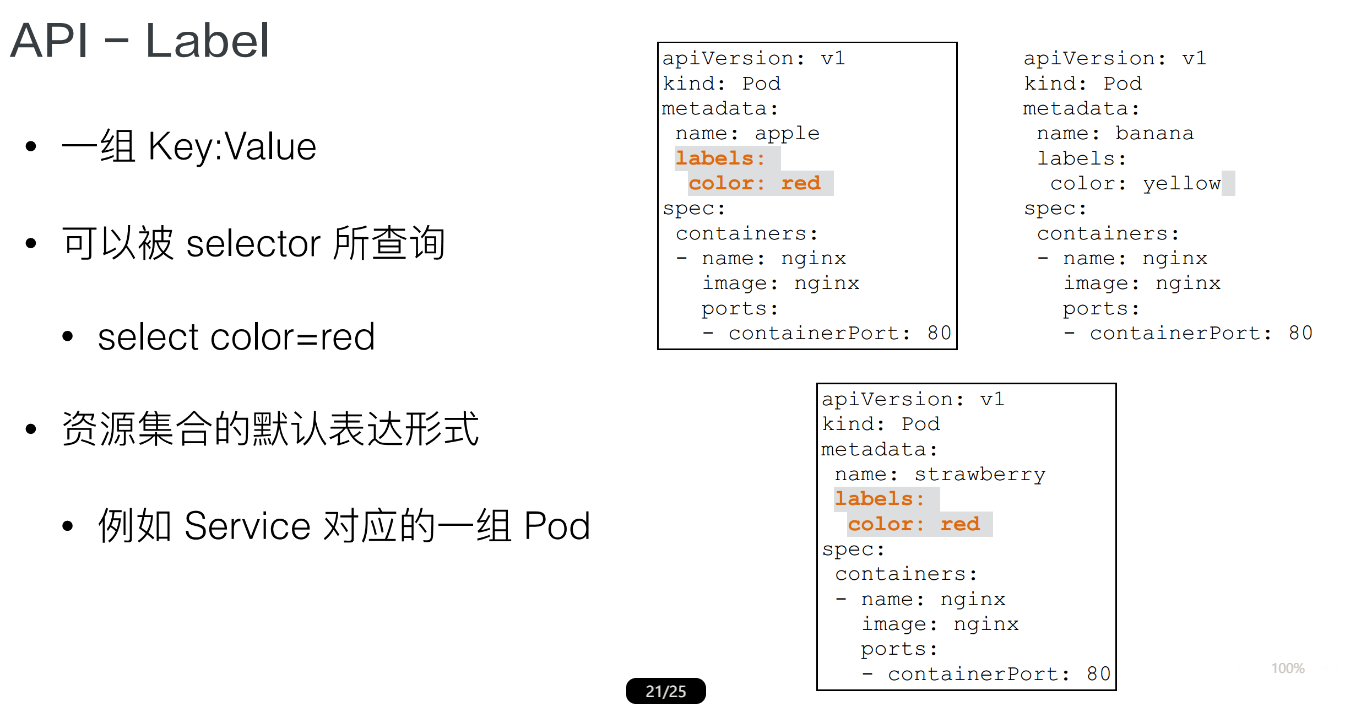 API – Label
• 一组 Key:Value
• 可以被 selector 所查询
• select color=red
• 资源集合的默认表达形式
• 例如 Service 对应的一组 Pod
apiVersion: v1
kind: Pod
metadata:
 name: apple
 labels:
  color: red
spec:
 containers:
 - name: nginx
   image: nginx
   ports:
   - containerPort: 80
apiVersion: v1
kind: Pod
metadata:
 name: banana
 labels:
  color: yellow
spec:
 containers:
 - name: nginx
   image: nginx
   ports:
   - containerPort: 80
apiVersion: v1
kind: Pod
metadata:
 name: strawberry
 labels:
  color: red
spec:
 containers:
 - name: nginx
   image: nginx
   ports:
   - containerPort: 80
100%
21/25